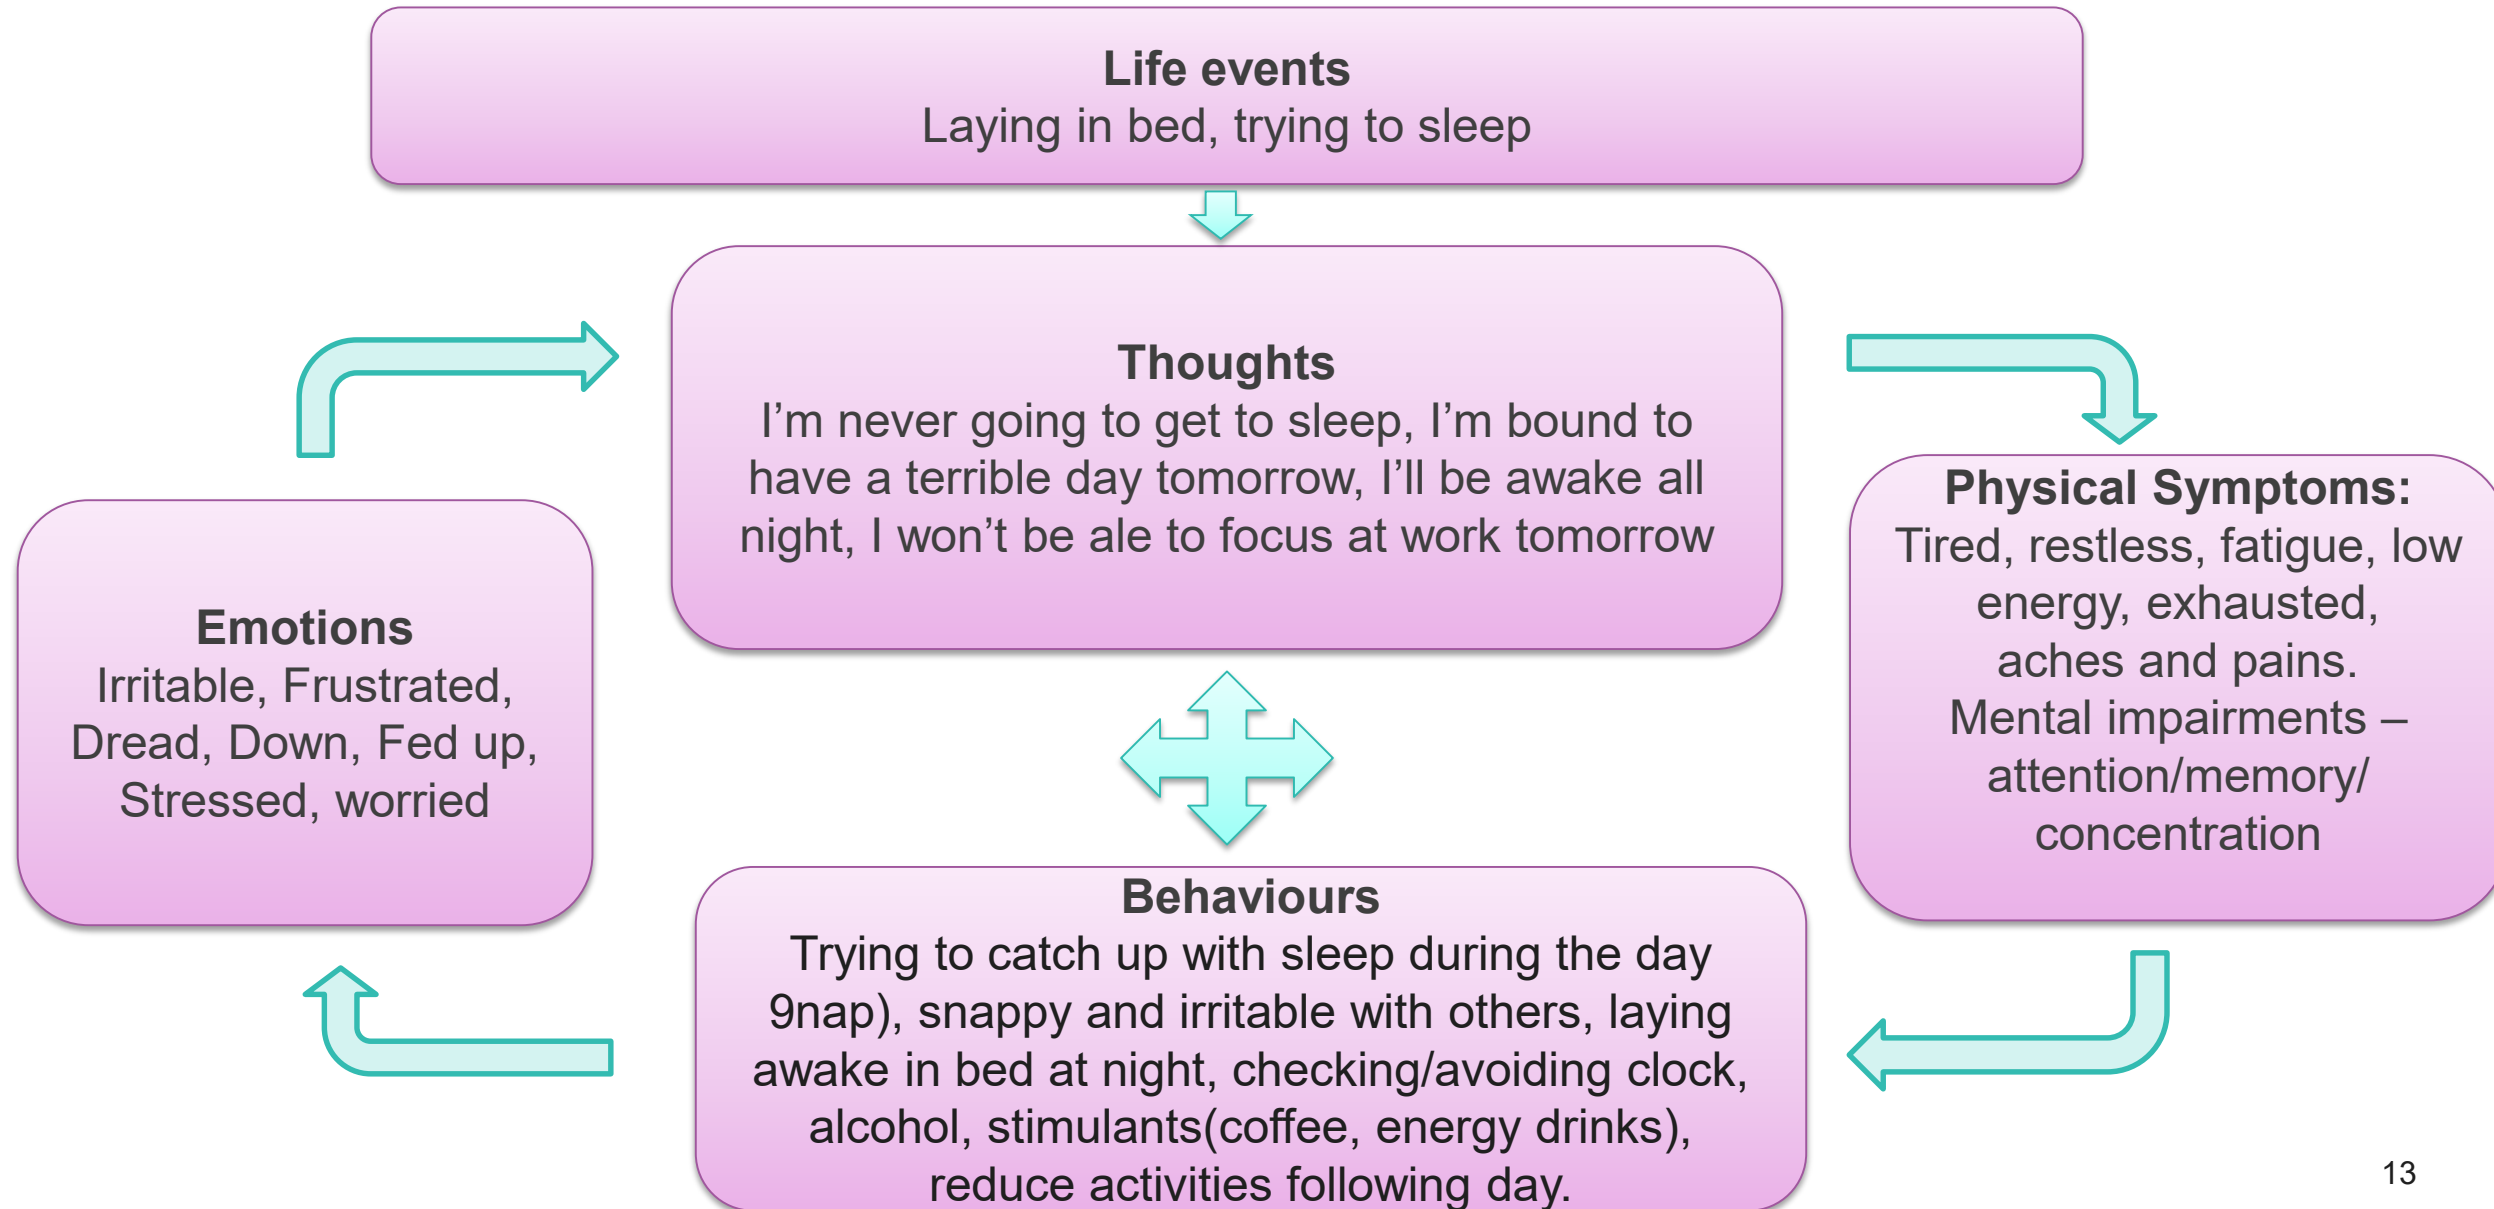 Life events
Laying in bed, trying to sleep
Thoughts
I’m never going to get to sleep, I’m bound to
have a terrible day tomorrow, I’ll be awake all
night, I won’t be ale to focus at work tomorrow
Physical Symptoms:
Tired, restless, fatigue, low
energy, exhausted,
aches and pains.
Mental impairments –
attention/memory/
concentration
Emotions
Irritable, Frustrated,
Dread, Down, Fed up,
Stressed, worried
Behaviours
Trying to catch up with sleep during the day
9nap), snappy and irritable with others, laying
awake in bed at night, checking/avoiding clock,
alcohol, stimulants(coffee, energy drinks),
reduce activities following day.
13